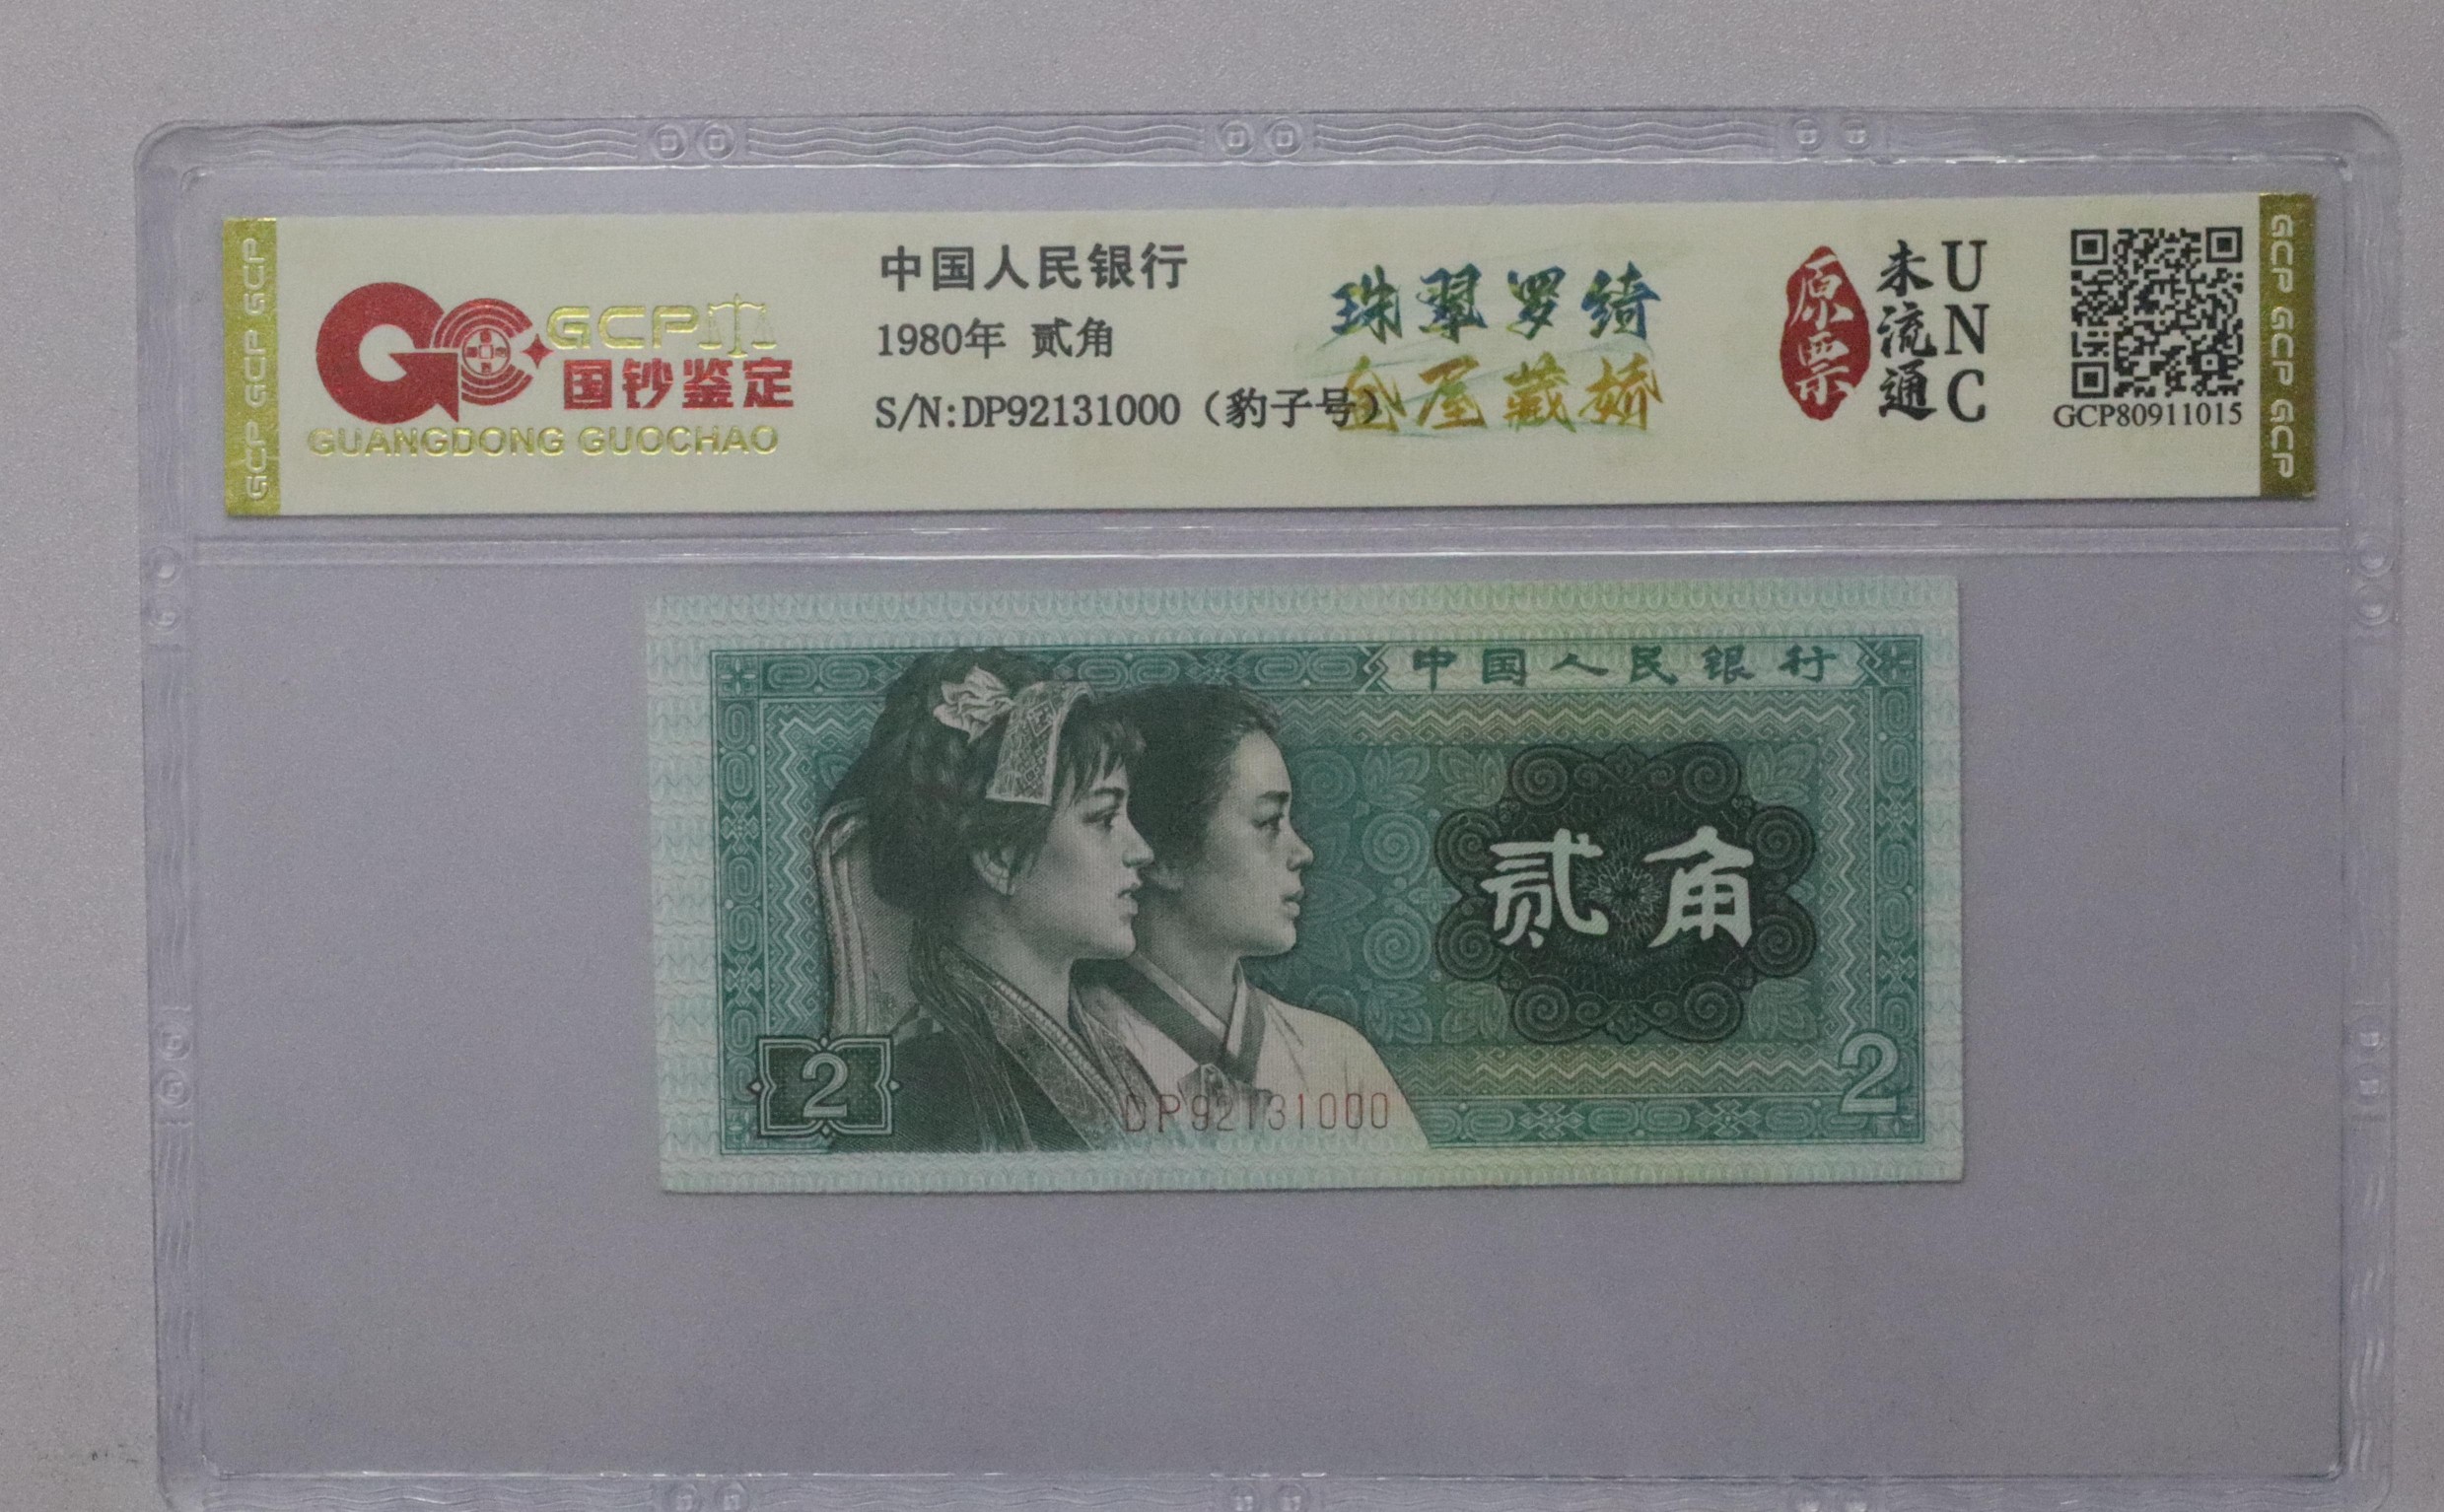 GCP GCP GCP
GCP
国钞鉴定
GUANGDONG GUOCHAO
中国人民银行
1980年 贰角
S/N:DP92131000（豹子号）
珠翠罗绮
金屋藏娇
原票
未流通
UNC
GCP80911015
GCP GCP GCP
中国人民银行
贰角
2
2
DP92131000